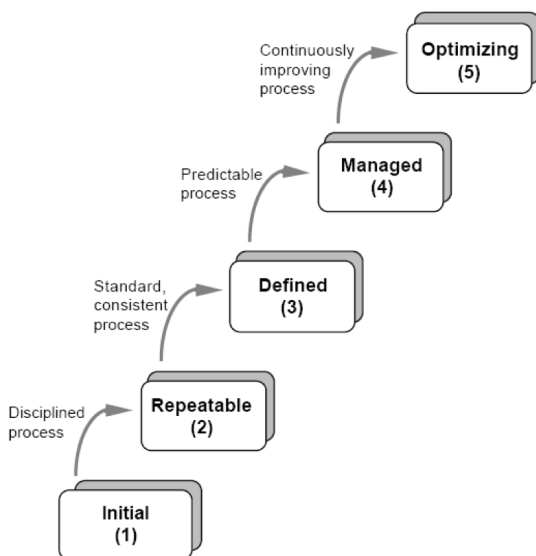 Continuously
improving
process
Optimizing
(5)
Predictable
process
Managed
(4)
Standard,
consistent
process
Defined
(3)
Disciplined
process
Repeatable
(2)
Initial
(1)